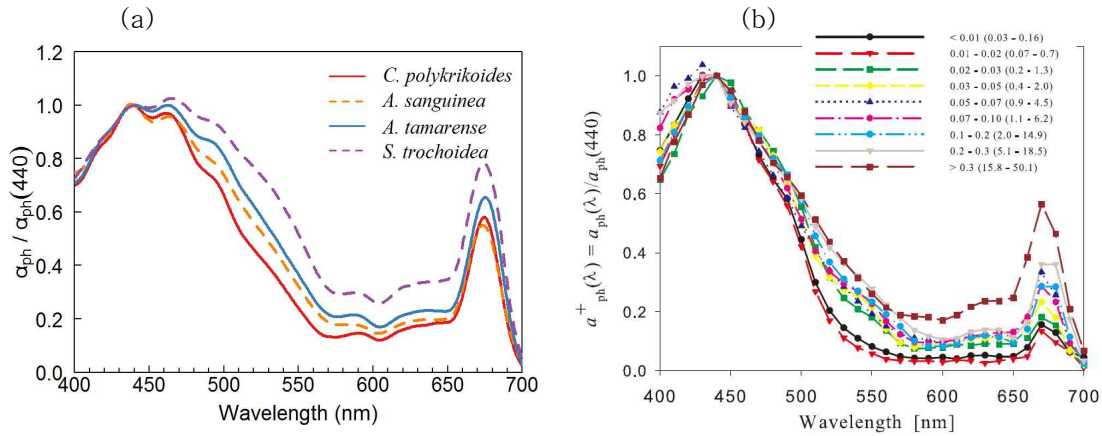 (a)
1.2
1.0
0.8
0.6
0.4
0.2
0.0
αph / αph(440)
C. polykrikoides
A. sanguinea
A. tamarense
S. trochoidea
400 450 500 550 600 650 700
Wavelength (nm)
(b)
< 0.01 (0.03 - 0.16)
0.01 - 0.02 (0.07 - 0.7)
0.02 - 0.03 (0.2 - 1.3)
0.03 - 0.05 (0.4 - 2.0)
0.05 - 0.07 (0.9 - 4.5)
0.07 - 0.10 (1.1 - 6.2)
0.1 - 0.2 (2.0 - 14.9)
0.2 - 0.3 (5.1 - 18.5)
> 0.3 (15.8 - 50.1)
1.0
0.8
0.6
0.4
0.2
0.0
a+ph(λ) = aph(λ)/aph(440)
400 450 500 550 600 650 700
Wavelength [nm]